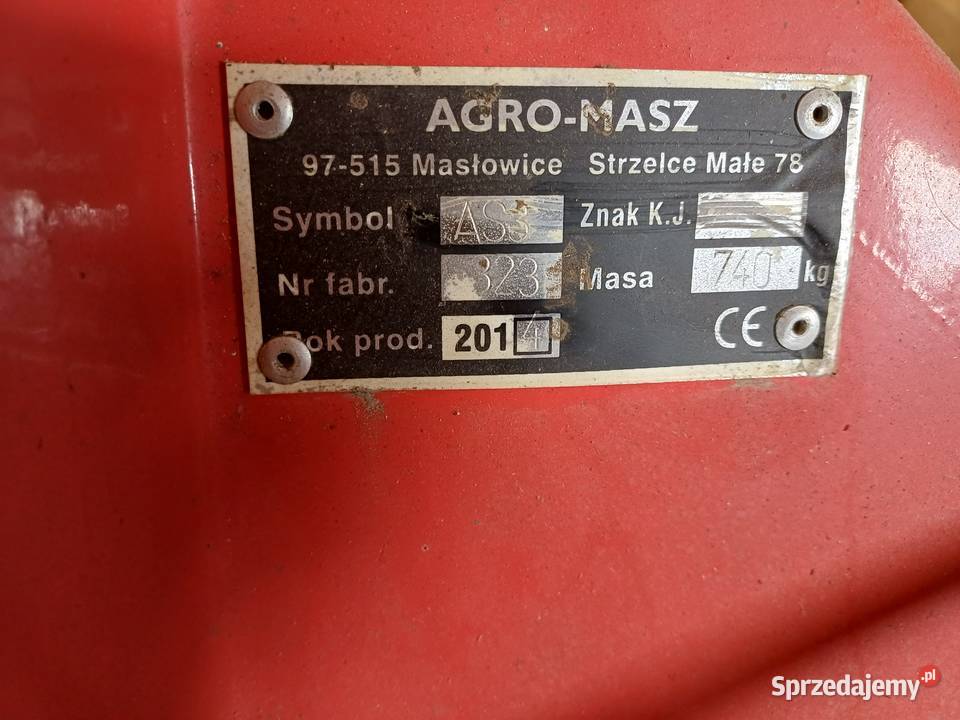 AGRO-MASZ
97-515 Masłowice Strzelce Małe 78
Symbol Znak K.J.
Nr fabr. 323 Masa 740 kg
Rok prod. 2014 CE
Sprzedajemy.pl